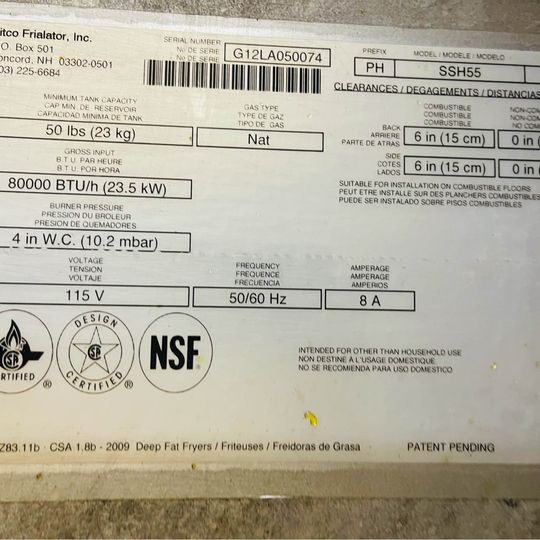 itco Frialator, Inc.
O. Box 501
oncord, NH 03302-0501
03) 225-6684
SERIAL NUMBER
No DE SERIE
No DE SERIE
G12LA050074
PREFIX
PH
MODEL / MODELE / MODELO
SSH55
CLEARANCES / DEGAGEMENTS / DISTANCIAS
MINIMUM TANK CAPACITY
CAP MIN. DE RESERVOIR
CAPACIDAD MINIMA DE TANK
50 lbs (23 kg)
GAS TYPE
TYPE DE GAZ
TIPO DE GAS
Nat
COMBUSTIBLE
COMBUSTIBLE
COMBUSTIBLE
NON-COM
NON-COM
NO COM
BACK
ARRIERE
PARTE DE ATRAS
6 in (15 cm)
0 in (
SIDE
COTES
LADOS
6 in (15 cm)
0 in (
GROSS INPUT
B.T.U. PAR HEURE
B.T.U. POR HORA
80000 BTU/h (23.5 kW)
SUITABLE FOR INSTALLATION ON COMBUSTIBLE FLOORS
PEUT ETRE INSTALLE SUR DES PLANCHERS COMBUSTIBLES
PUEDE SER INSTALADO SOBRE PISOS COMBUSTIBLES
BURNER PRESSURE
PRESSION DU BROLEUR
PRESION DE QUEMADORES
4 in W.C. (10.2 mbar)
VOLTAGE
TENSION
VOLTAJE
115 V
FREQUENCY
FREQUENCE
FRECUENCIA
50/60 Hz
AMPERAGE
AMPERAGE
AMPERIOS
8 A
RTIFIED ®
DESIGN
CERTIFIED ®
NSF®
INTENDED FOR OTHER THAN HOUSEHOLD USE
NON DESTINÉ A L'USAGE DOMESTIQUE
NO SE RECOMIENDA PARA USO DOMESTICO
Z83.11b · CSA 1.8b - 2009 Deep Fat Fryers / Friteuses / Freidoras de Grasa
PATENT PENDING